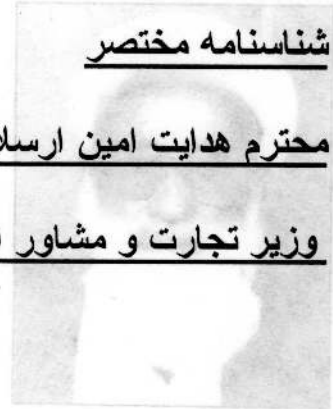 شناسنامه مختصر
محترم هدایت امین ارسلا
وزیر تجارت و مشاور